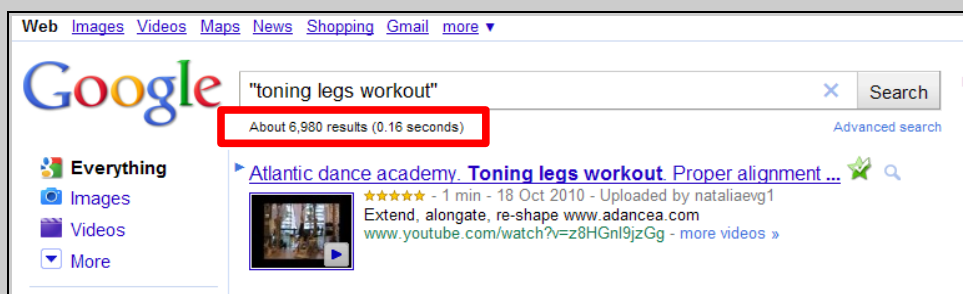 Web Images Videos Maps News Shopping Gmail more ▼
Google
"toning legs workout"
Search
About 6,980 results (0.16 seconds)
Advanced search
Everything
Images
Videos
More
Atlantic dance academy. Toning legs workout. Proper alignment ...
★★★★★ - 1 min - 18 Oct 2010 - Uploaded by nataliaevg1
Extend, alongate, re-shape www.adancea.com
www.youtube.com/watch?v=z8HGnl9jzGg - more videos »